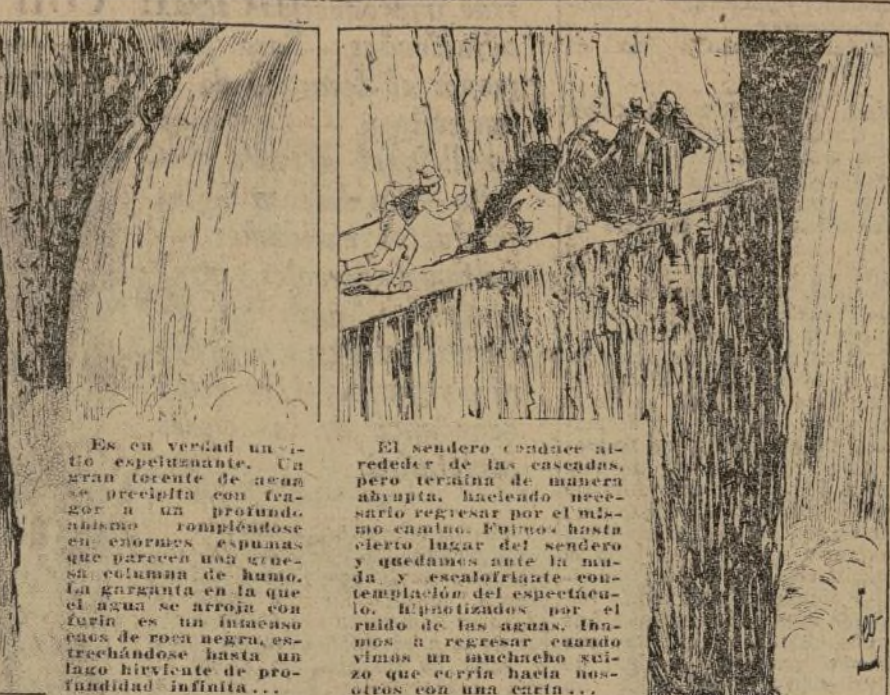 Es en verdad un si-
tio espeluznante. Un
gran tocente de agua
se precipita con fra-
gor a un profundo
abismo rompiéndose
en enormes espumas
que parecen una grue-
sa columna de humo.
La garganta en la que
el agua se arroja con
furia es un inmenso
caos de roca negra, es-
trechándose hasta un
lago hirviente de pro-
fundidad infinita...
El sendero conduce al-
rededor de las cascadas,
pero termina de manera
abrupta, haciendo nece-
sario regresar por el mis-
mo camino. Fuimos hasta
cierto lugar del sendero
y quedamos ante la mu-
da y escalofriante con-
templación del espectácu-
lo, hipnotizados por el
ruido de las aguas. Iba-
mos a regresar cuando
vimos un muchacho sui-
zo que corría hacia nos-
otros con una carta...
Leo